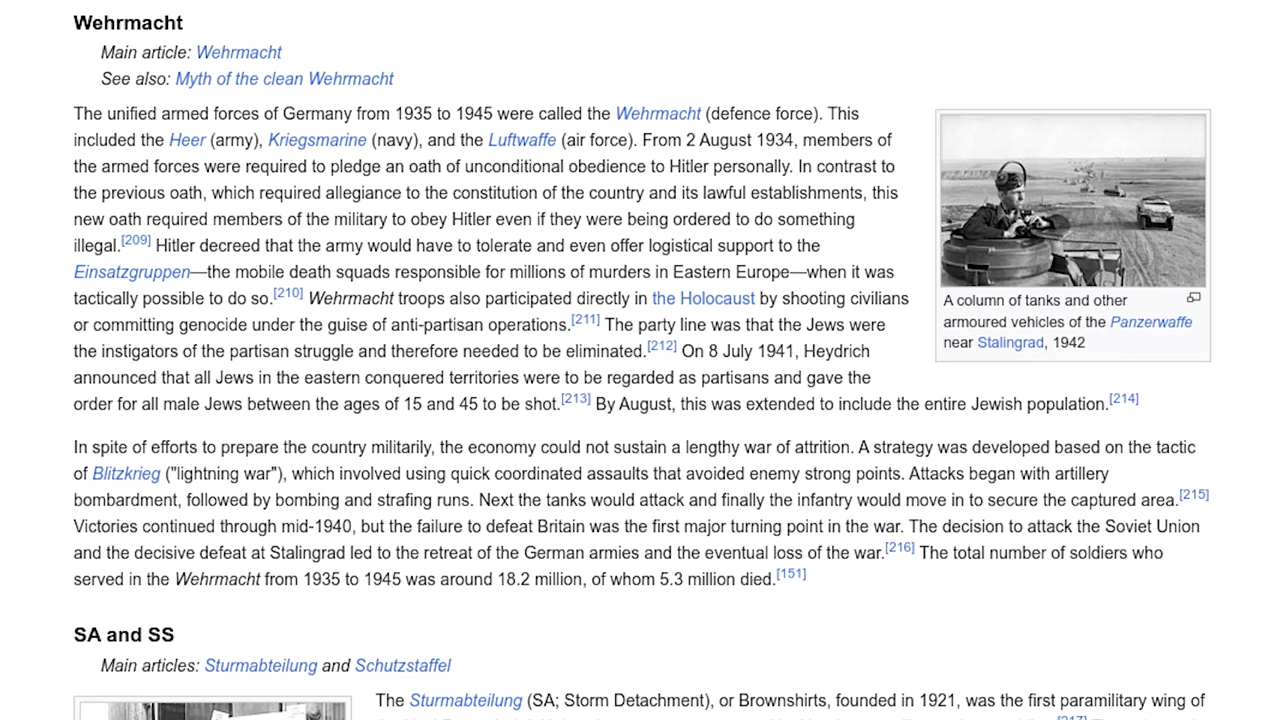 Wehrmacht
Main article: Wehrmacht
See also: Myth of the clean Wehrmacht
The unified armed forces of Germany from 1935 to 1945 were called the Wehrmacht (defence force). This
included the Heer (army), Kriegsmarine (navy), and the Luftwaffe (air force). From 2 August 1934, members of
the armed forces were required to pledge an oath of unconditional obedience to Hitler personally. In contrast to
the previous oath, which required allegiance to the constitution of the country and its lawful establishments, this
new oath required members of the military to obey Hitler even if they were being ordered to do something
illegal.[209] Hitler decreed that the army would have to tolerate and even offer logistical support to the
Einsatzgruppen—the mobile death squads responsible for millions of murders in Eastern Europe—when it was
tactically possible to do so.[210] Wehrmacht troops also participated directly in the Holocaust by shooting civilians
or committing genocide under the guise of anti-partisan operations.[211] The party line was that the Jews were
the instigators of the partisan struggle and therefore needed to be eliminated.[212] On 8 July 1941, Heydrich
announced that all Jews in the eastern conquered territories were to be regarded as partisans and gave the
order for all male Jews between the ages of 15 and 45 to be shot.[213] By August, this was extended to include the entire Jewish population.[214]
A column of tanks and other
armoured vehicles of the Panzerwaffe
near Stalingrad, 1942
In spite of efforts to prepare the country militarily, the economy could not sustain a lengthy war of attrition. A strategy was developed based on the tactic
of Blitzkrieg ("lightning war"), which involved using quick coordinated assaults that avoided enemy strong points. Attacks began with artillery
bombardment, followed by bombing and strafing runs. Next the tanks would attack and finally the infantry would move in to secure the captured area.[215]
Victories continued through mid-1940, but the failure to defeat Britain was the first major turning point in the war. The decision to attack the Soviet Union
and the decisive defeat at Stalingrad led to the retreat of the German armies and the eventual loss of the war.[216] The total number of soldiers who
served in the Wehrmacht from 1935 to 1945 was around 18.2 million, of whom 5.3 million died.[151]
SA and SS
Main articles: Sturmabteilung and Schutzstaffel
The Sturmabteilung (SA; Storm Detachment), or Brownshirts, founded in 1921, was the first paramilitary wing of